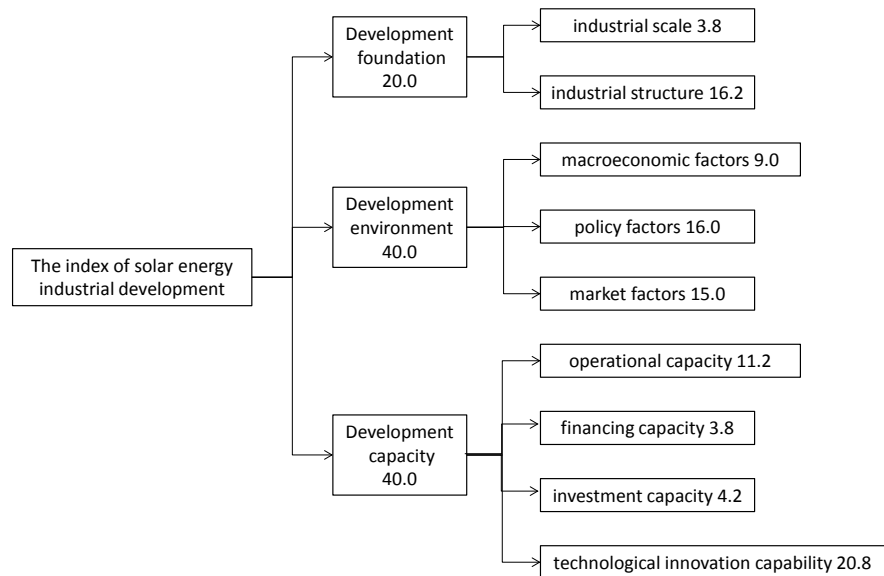 The index of solar energy
industrial development
Development
foundation
20.0
industrial scale 3.8
industrial structure 16.2
Development
environment
40.0
macroeconomic factors 9.0
policy factors 16.0
market factors 15.0
Development
capacity
40.0
operational capacity 11.2
financing capacity 3.8
investment capacity 4.2
technological innovation capability 20.8